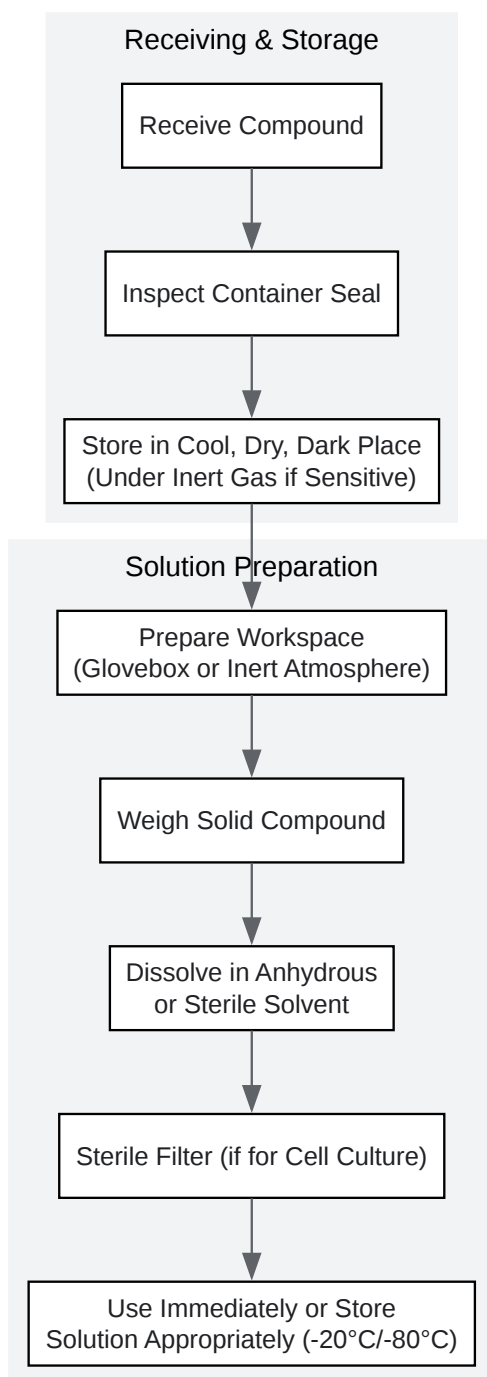 Receiving & Storage
Receive Compound
Inspect Container Seal
Store in Cool, Dry, Dark Place
(Under Inert Gas if Sensitive)
Solution Preparation
Prepare Workspace
(Glovebox or Inert Atmosphere)
Weigh Solid Compound
Dissolve in Anhydrous
or Sterile Solvent
Sterile Filter (if for Cell Culture)
Use Immediately or Store
Solution Appropriately (-20°C/-80°C)